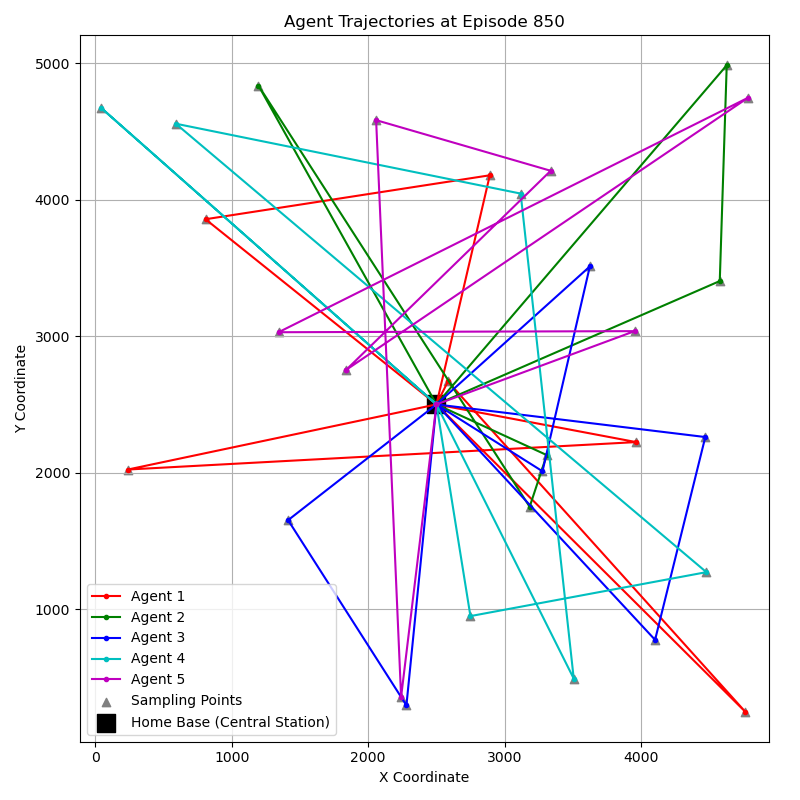 Agent Trajectories at Episode 850
5000
4000
3000
2000
1000
Y Coordinate
Agent 1
Agent 2
Agent 3
Agent 4
Agent 5
Sampling Points
Home Base (Central Station)
0 1000 2000 3000 4000
X Coordinate